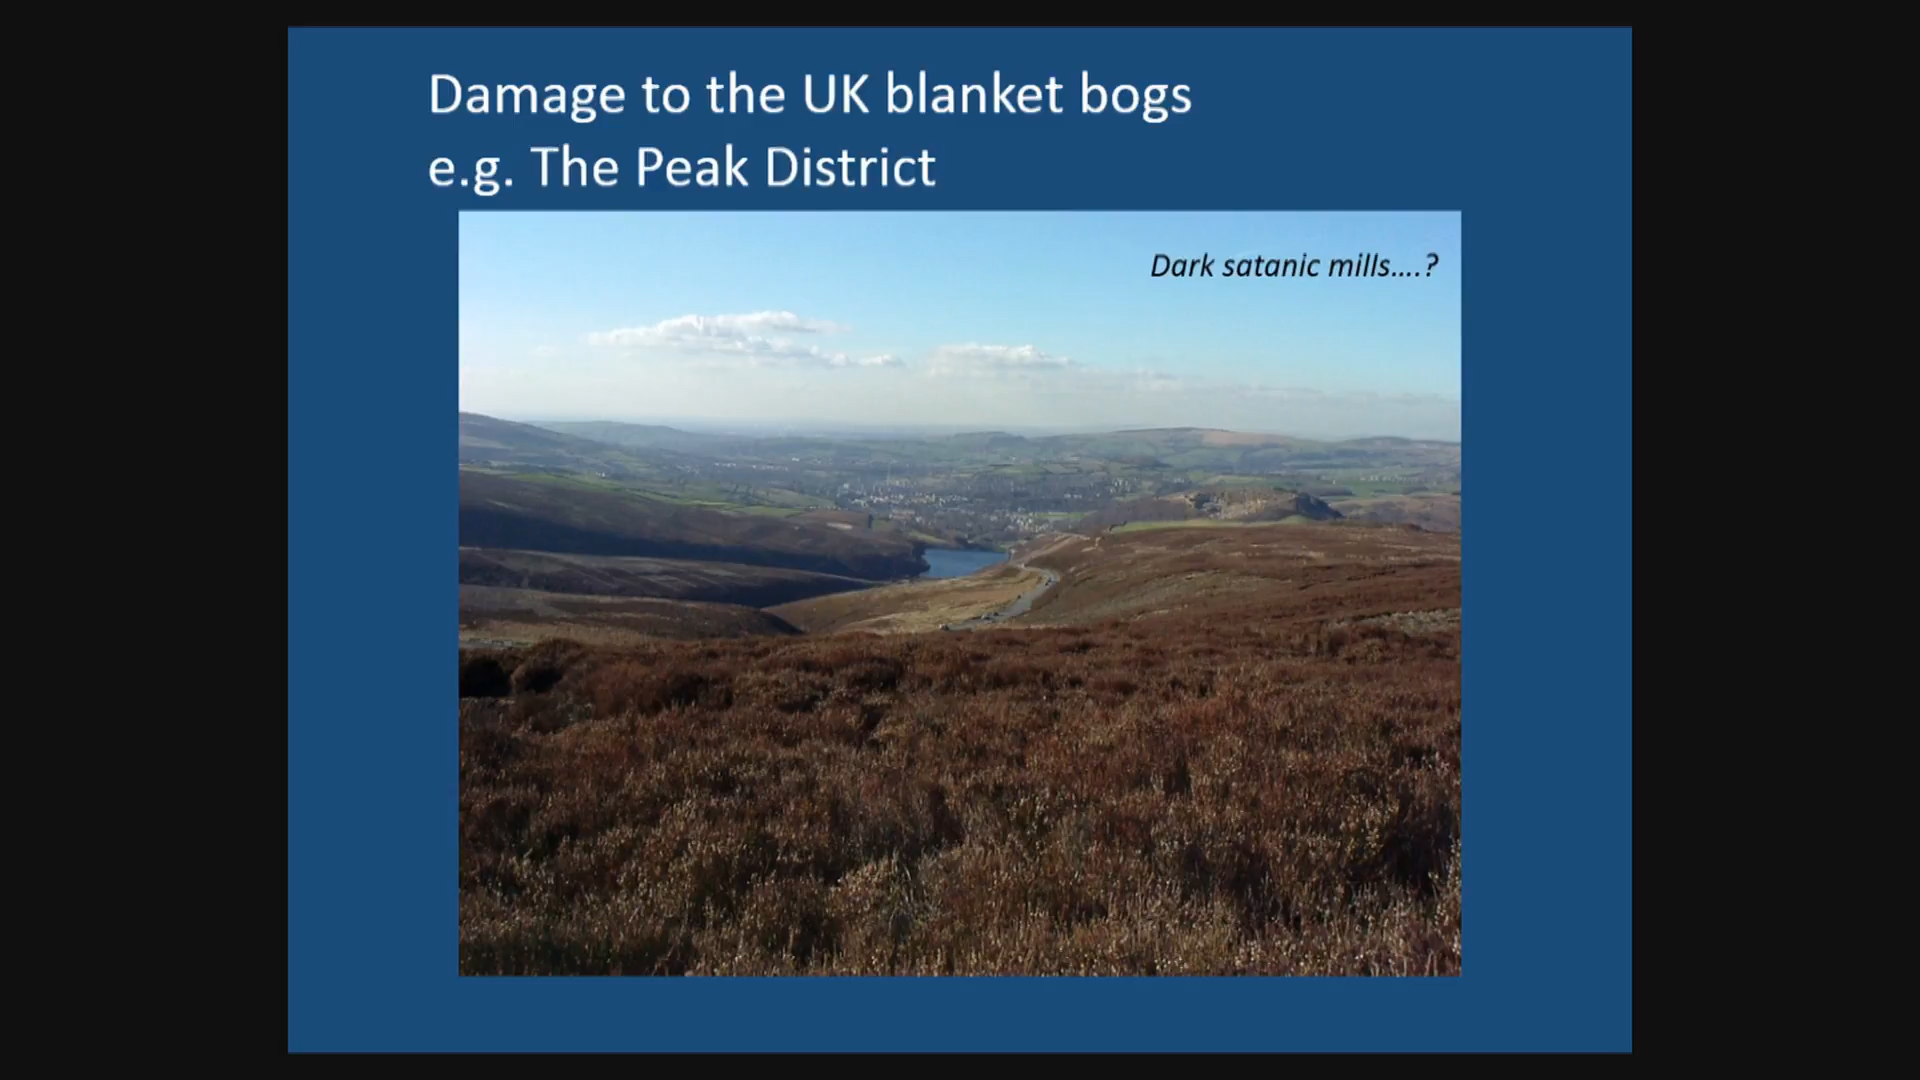 Damage to the UK blanket bogs
e.g. The Peak District
Dark satanic mills....?